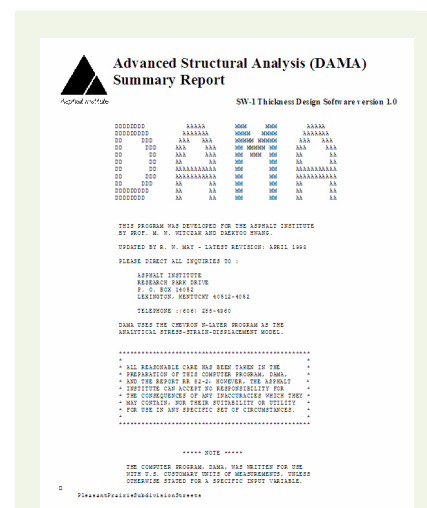 Advanced Structural Analysis (DAMA)
Summary Report
Asphalt Institute
SW-1 Thickness Design Software version 1.0
DAMA
THIS PROGRAM WAS DEVELOPED FOR THE ASPHALT INSTITUTE
BY PROF. M. W. WITCZAK AND DAEKYOO HWANG.
UPDATED BY R. W. MAY - LATEST REVISION: APRIL 1992
PLEASE DIRECT ALL INQUIRIES TO :
ASPHALT INSTITUTE
RESEARCH PARK DRIVE
P. O. BOX 14052
LEXINGTON, KENTUCKY 40512-4052
TELEPHONE :(606) 288-4960
DAMA USES THE CHEVRON N-LAYER PROGRAM AS THE
ANALYTICAL STRESS-STRAIN-DISPLACEMENT MODEL.
***************************************************
* *
* ALL REASONABLE CARE HAS BEEN TAKEN IN THE *
* PREPARATION OF THIS COMPUTER PROGRAM, DAMA, *
* AND THE REPORT RR 82-2; HOWEVER, THE ASPHALT *
* INSTITUTE CAN ACCEPT NO RESPONSIBILITY FOR *
* THE CONSEQUENCES OF ANY INACCURACIES WHICH THEY *
* MAY CONTAIN, NOR THEIR SUITABILITY OR UTILITY *
* FOR USE IN ANY SPECIFIC SET OF CIRCUMSTANCES. *
* *
***************************************************
***** NOTE *****
THE COMPUTER PROGRAM, DAMA, WAS WRITTEN FOR USE
WITH U.S. CUSTOMARY UNITS OF MEASUREMENTS, UNLESS
OTHERWISE STATED FOR A SPECIFIC INPUT VARIABLE.
PleasantPrairieSubdivisionStreets